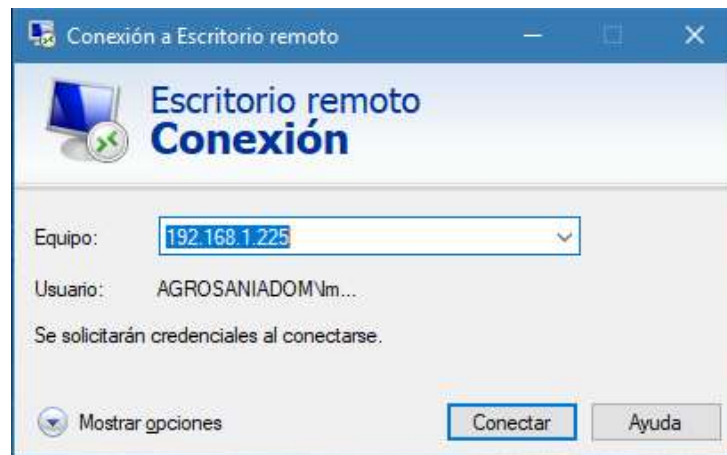 Conexión a Escritorio remoto
Escritorio remoto
Conexión
Equipo: 192.168.1.225
Usuario: AGROSANIADOM\lm...
Se solicitarán credenciales al conectarse.
Mostrar opciones Conectar Ayuda